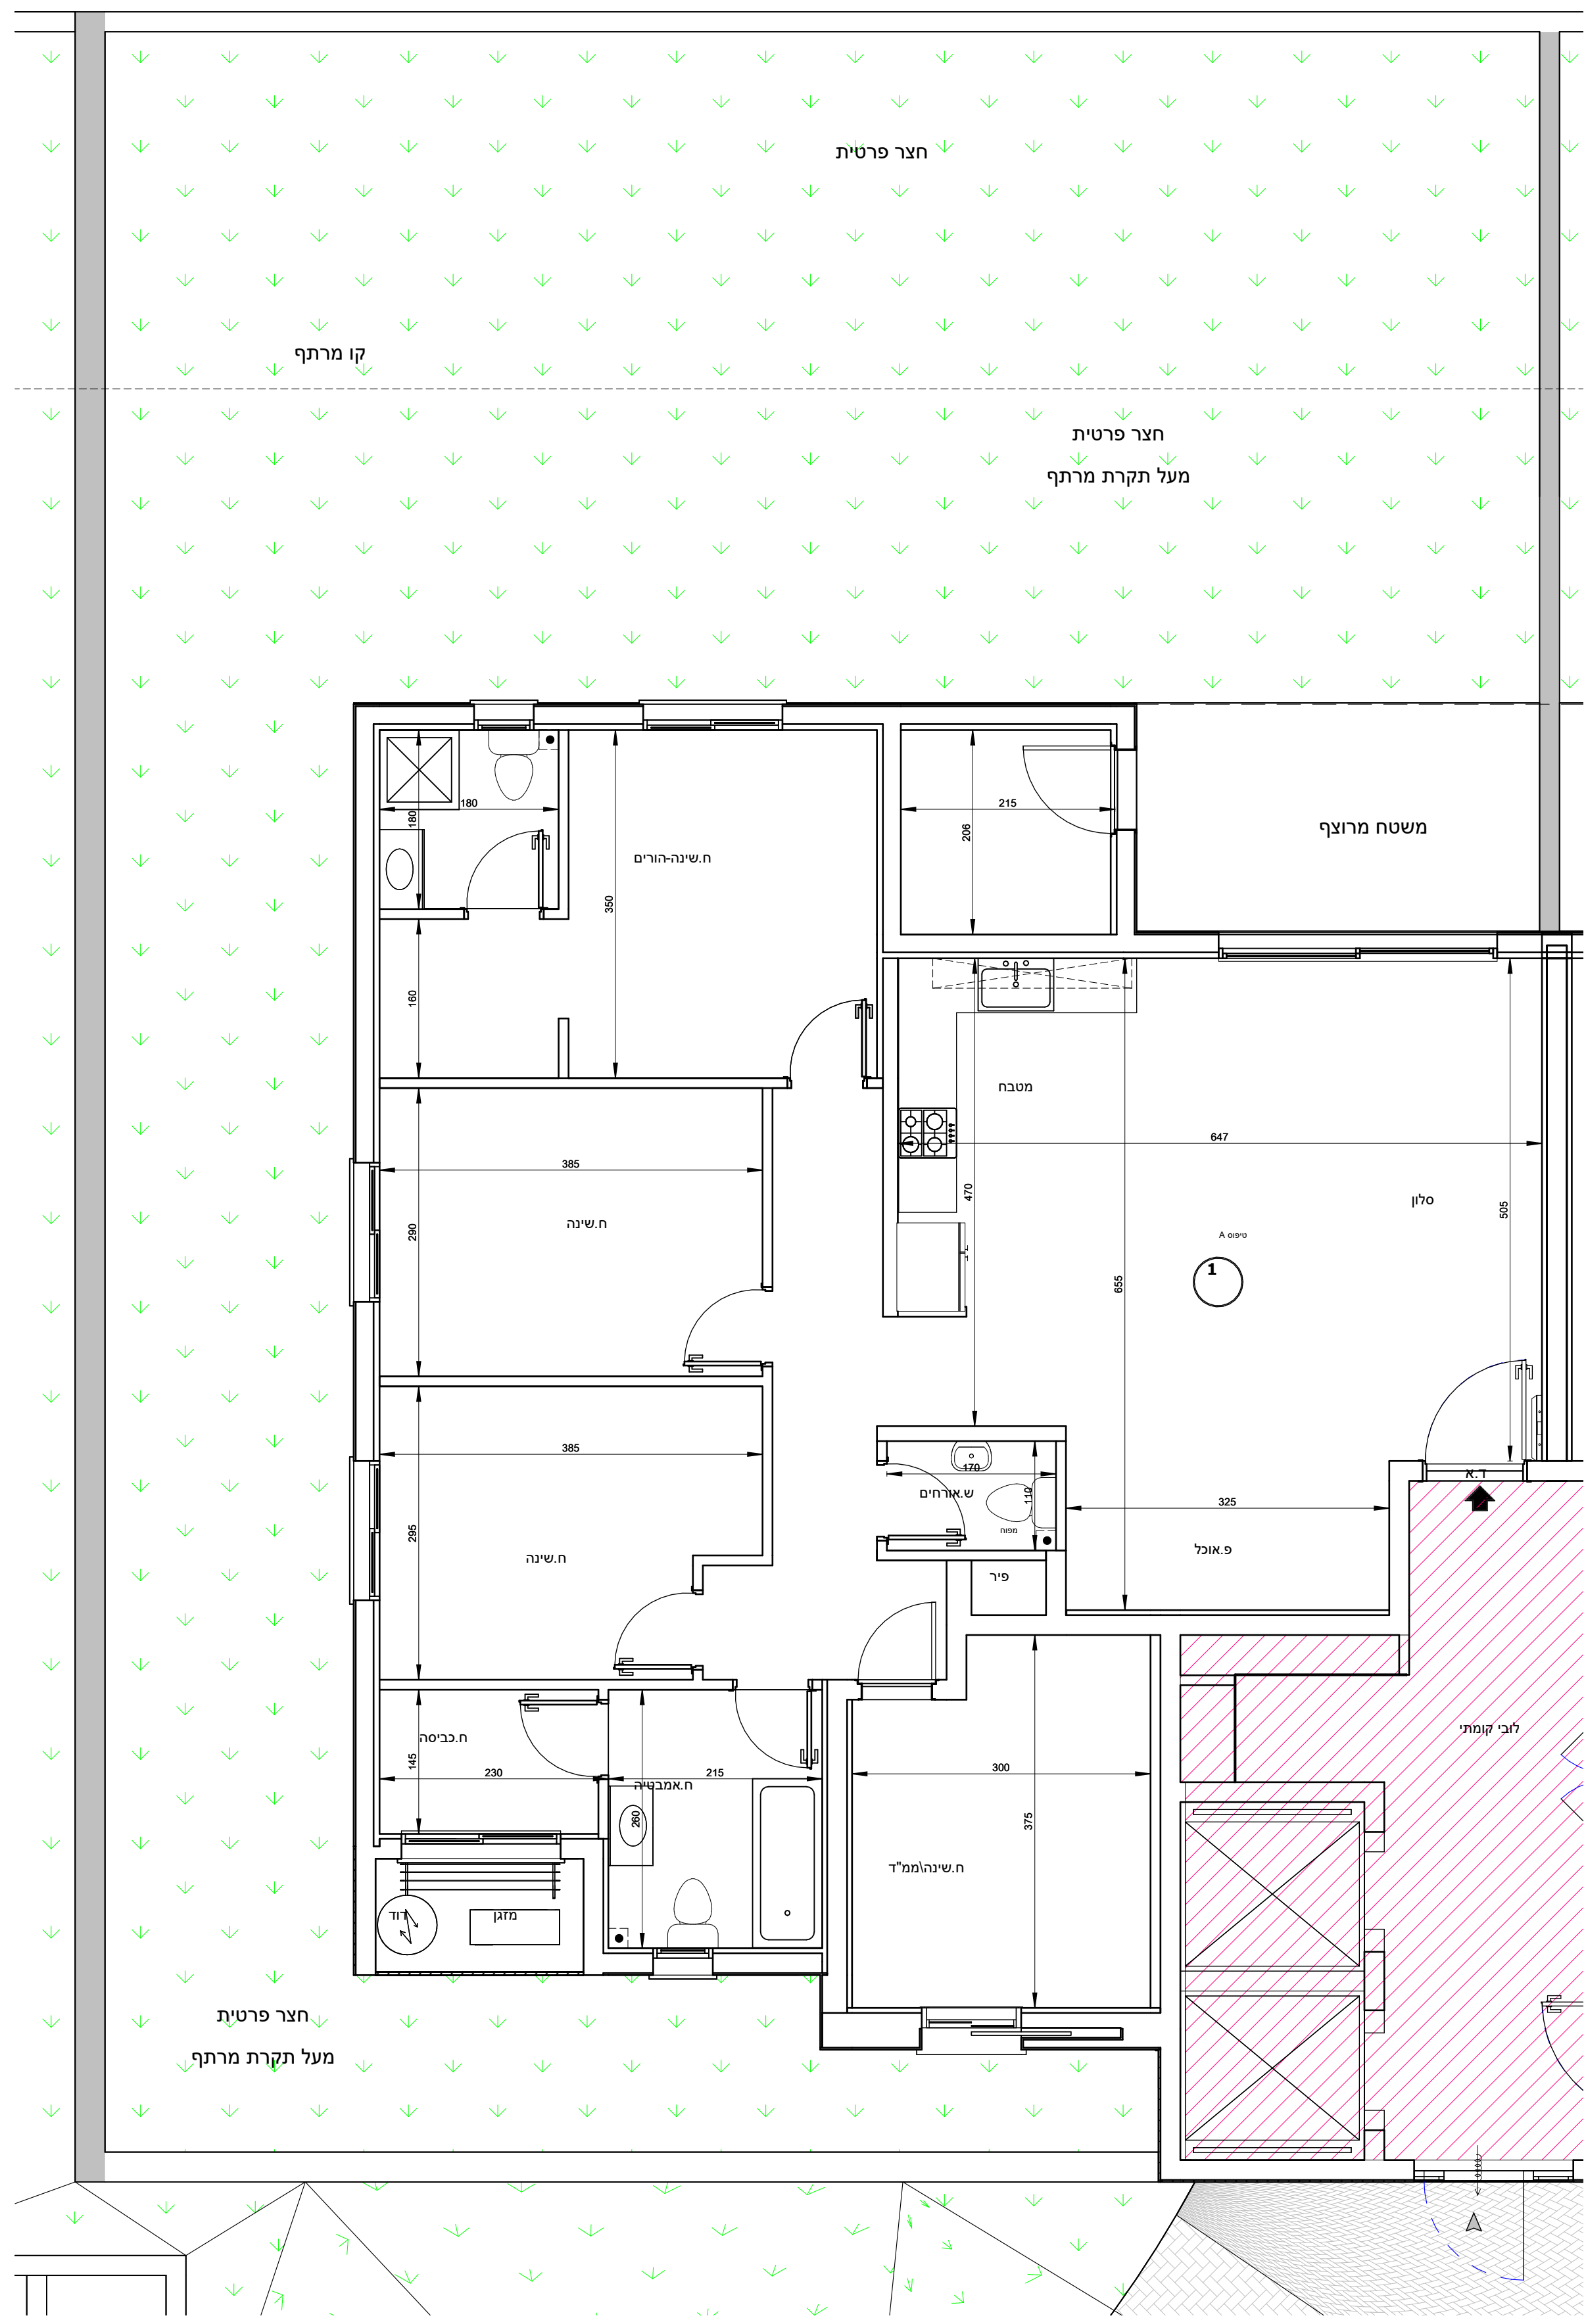 חצר פרטית
קו מרתף
חצר פרטית
מעל תקרת מרתף
180
180
215
206
משטח מרוצף
ח.שינה-הורים
350
160
מטבח
647
385
470
סלון
505
290
ח.שינה
טיפוס A
1
655
385
170
ד.א
ש.אורחים
110
325
295
מפוח
פ.אוכל
ח.שינה
פיר
לובי קומתי
ח.כביסה
145
230
215
300
ח.אמבטיה
260
375
ח.שינה\ממ"ד
דוד
מזגן
חצר פרטית
מעל תקרת מרתף